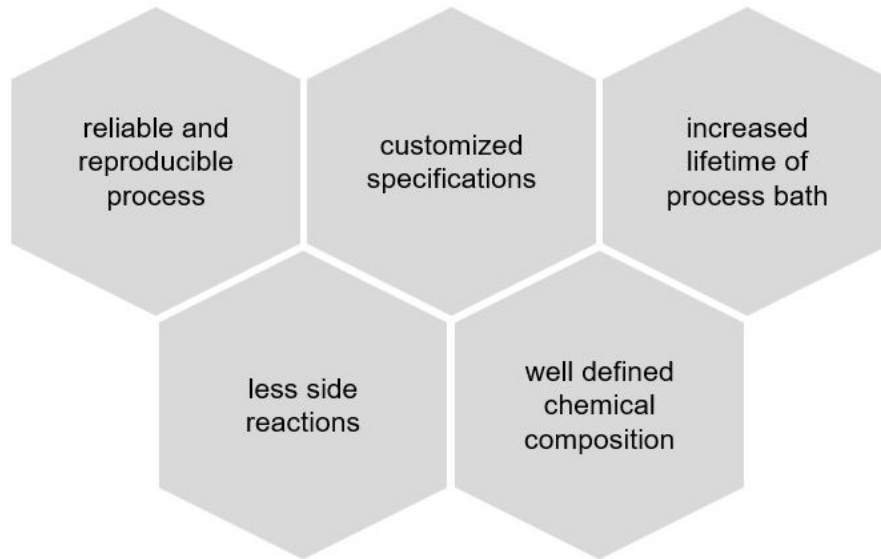 reliable and
reproducible
process
customized
specifications
increased
lifetime of
process bath
less side
reactions
well defined
chemical
composition